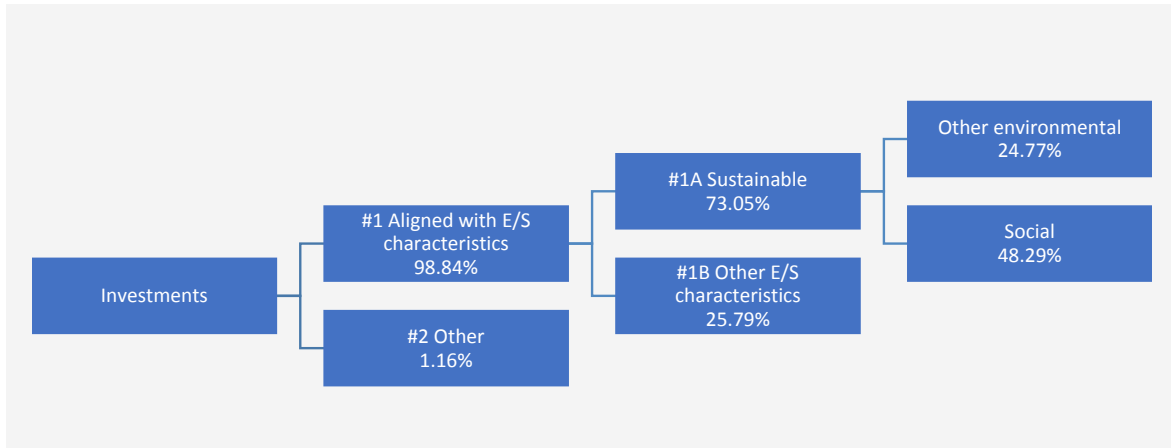 Investments
#1 Aligned with E/S
characteristics
98.84%
#2 Other
1.16%
#1A Sustainable
73.05%
#1B Other E/S
characteristics
25.79%
Other environmental
24.77%
Social
48.29%